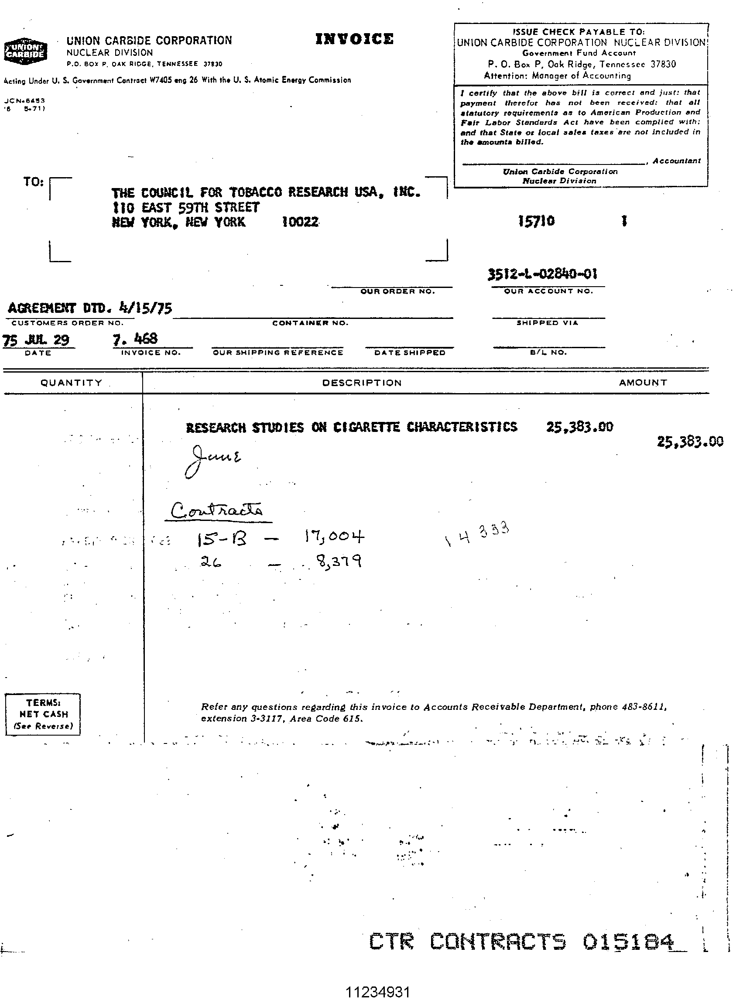 UNION CARBIDE
UNION CARBIDE CORPORATION
NUCLEAR DIVISION
P.O. BOX P, OAK RIDGE, TENNESSEE 37830
INVOICE
Acting Under U. S. Government Contract W7405 eng 26 With the U. S. Atomic Energy Commission
ISSUE CHECK PAYABLE TO:
UNION CARBIDE CORPORATION NUCLEAR DIVISION
Government Fund Account
P. O. Box P, Oak Ridge, Tennessee 37830
Attention: Manager of Accounting
I certify that the above bill is correct and just: that
payment therefor has not been received: that all
statutory requirements as to American Production and
Fair Labor Standards Act have been complied with:
and that State or local sales taxes are not included in
the amounts billed.
, Accountant
Union Carbide Corporation
Nuclear Division
TO:
THE COUNCIL FOR TOBACCO RESEARCH USA, INC.
110 EAST 59TH STREET
NEW YORK, NEW YORK 10022
15710 1
3512-L-02840-01
OUR ORDER NO. OUR ACCOUNT NO.
AGREEMENT DTD. 4/15/75
CUSTOMERS ORDER NO. CONTAINER NO. SHIPPED VIA
75 JUL 29 7. 468
DATE INVOICE NO. OUR SHIPPING REFERENCE DATE SHIPPED B/L NO.
QUANTITY DESCRIPTION AMOUNT
RESEARCH STUDIES ON CIGARETTE CHARACTERISTICS 25,383.00
25,383.00
June
Contracts
15-B - 17,004
14 333
26 - 8,379
TERMS:
NET CASH
(See Reverse)
Refer any questions regarding this invoice to Accounts Receivable Department, phone 483-8611,
extension 3-3117, Area Code 615.
CTR CONTRACTS 015184
11234931